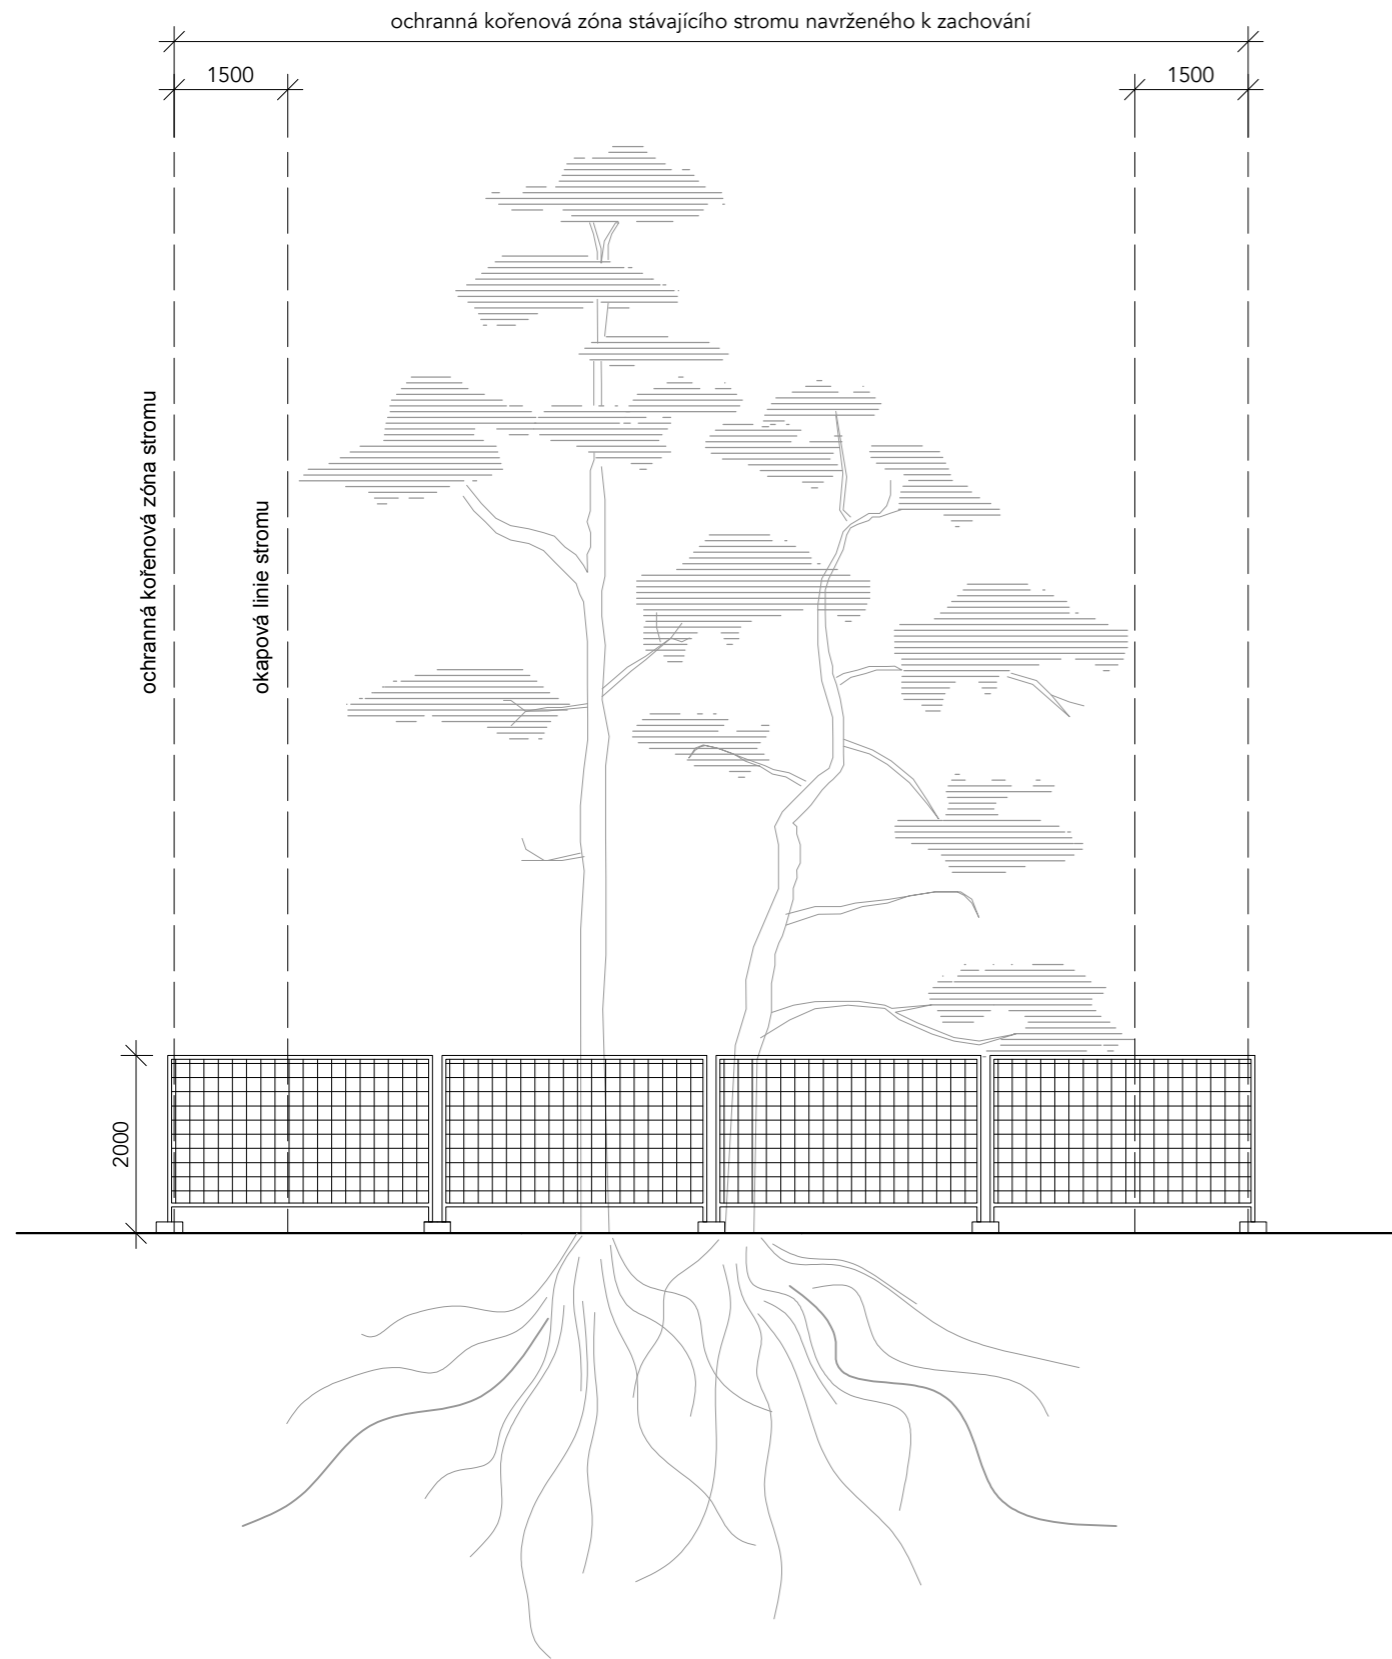 ochranná kořenová zóna stávajícího stromu navrženého k zachování
1500
1500
ochranná kořenová zóna stromu
okapová linie stromu
2000